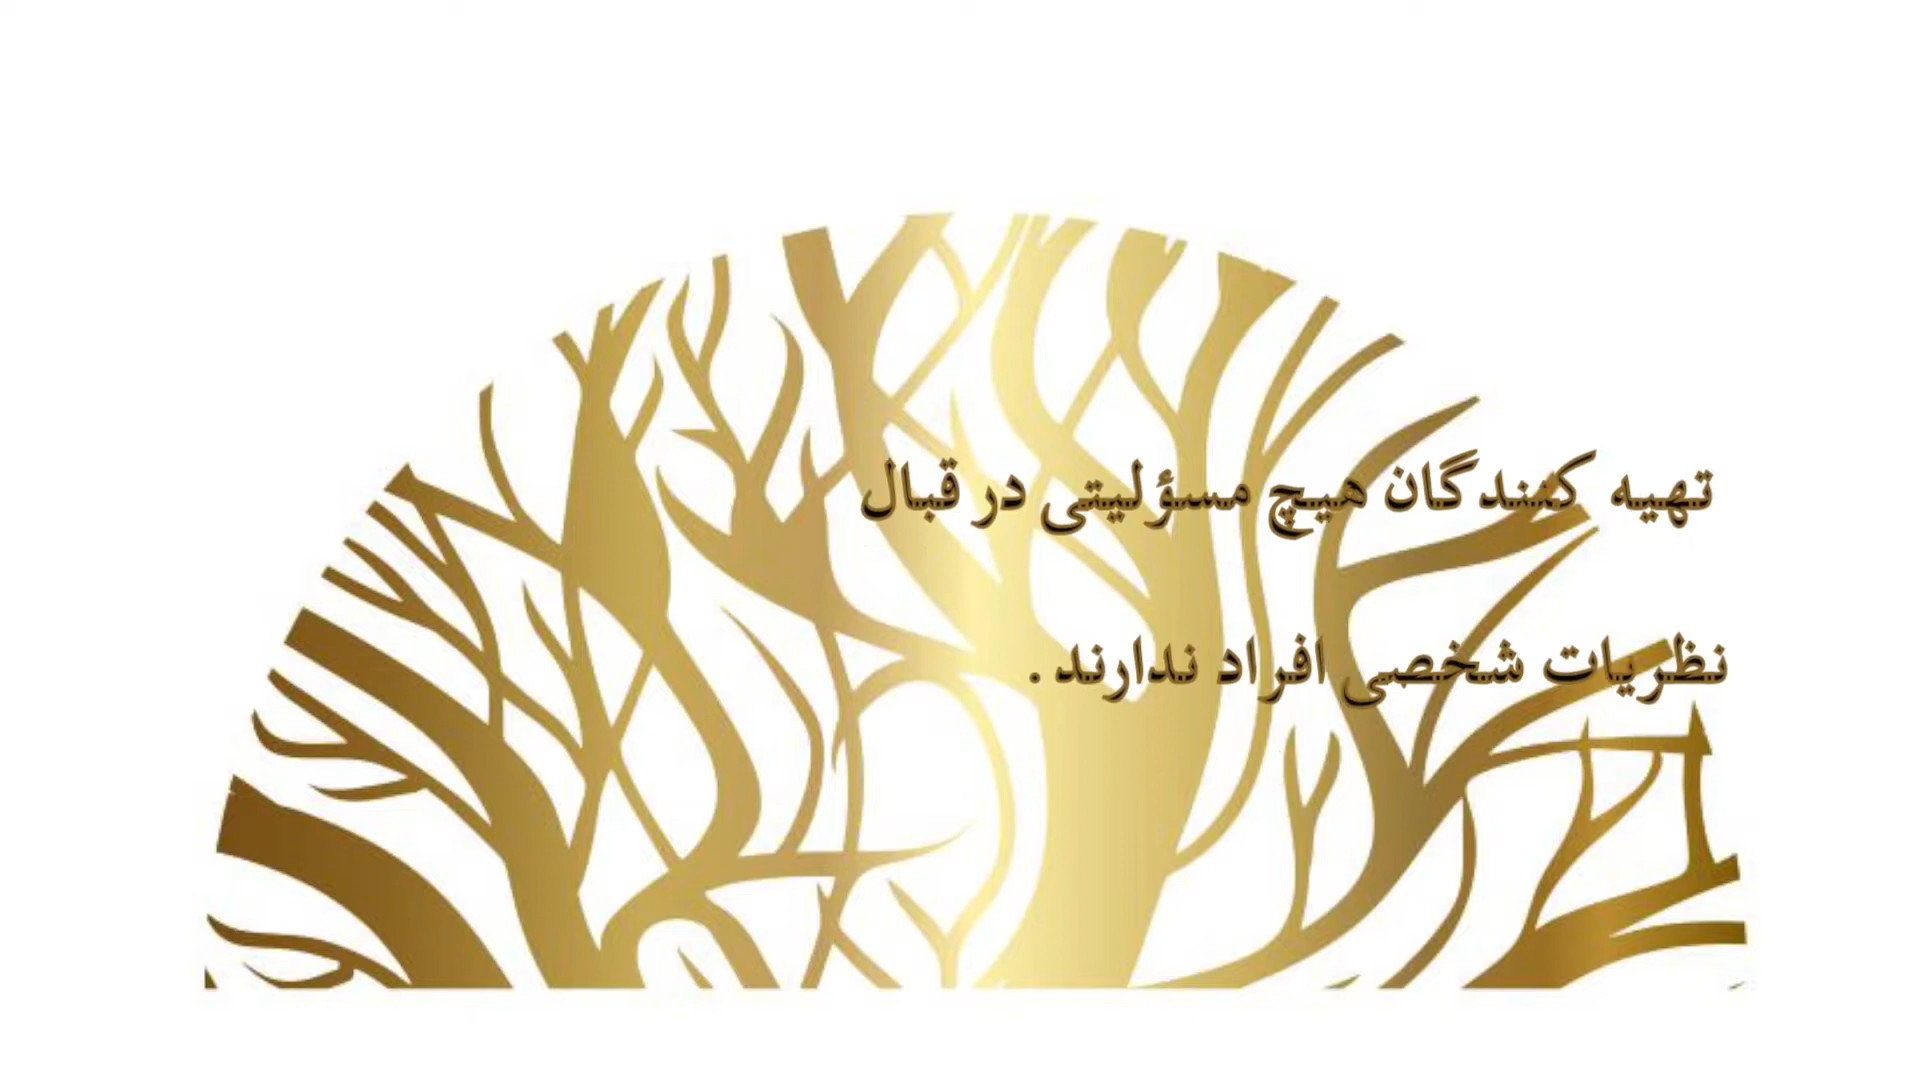 تهیه کنندگان هیچ مسؤلیتی در قبال
نظریات شخصی افراد ندارند .